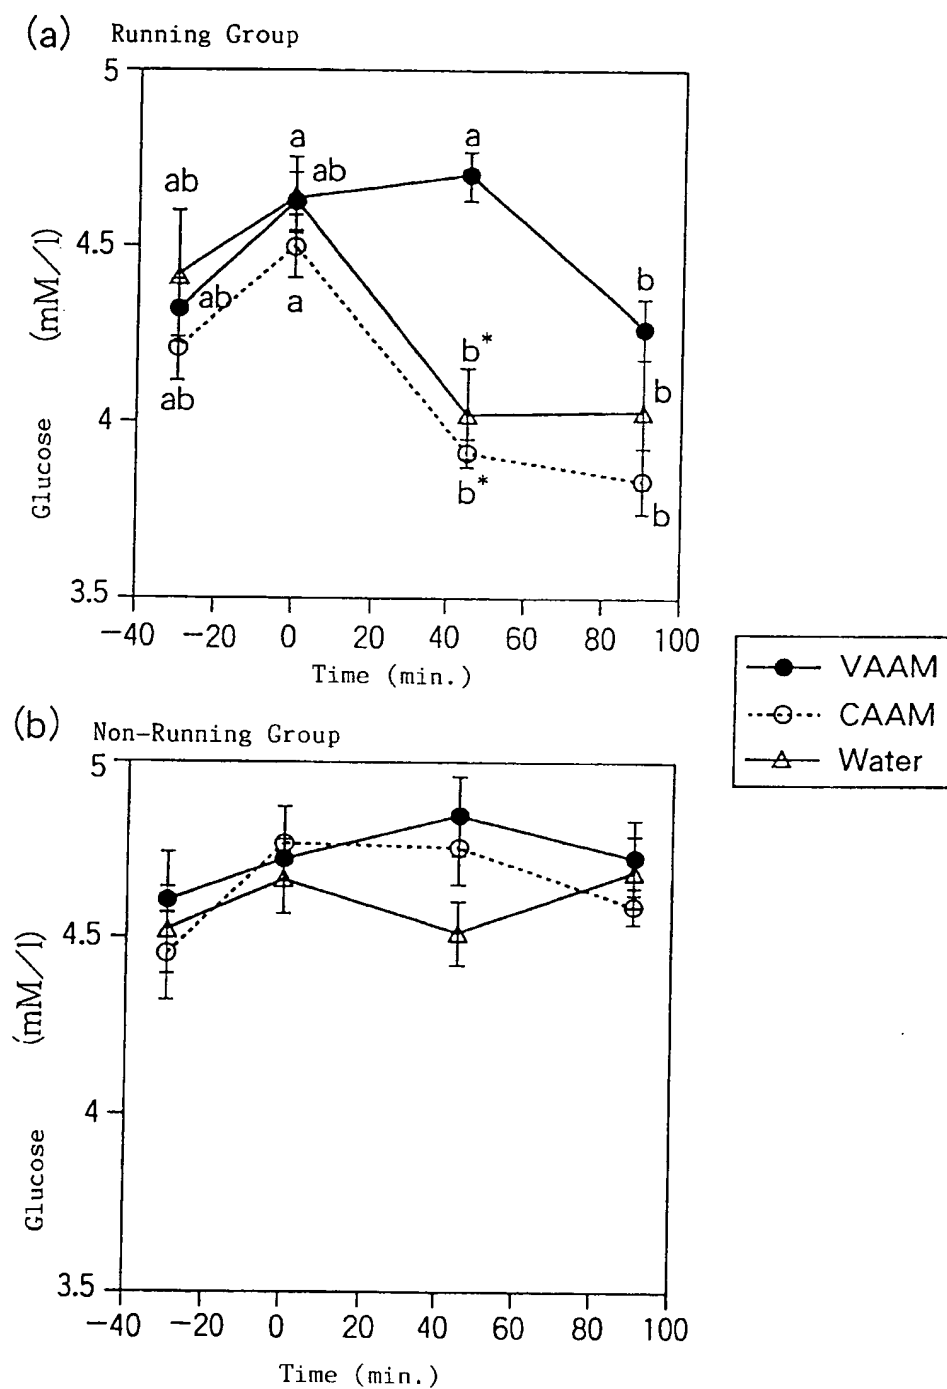 (a) Running Group
5
a
a
ab
ab
4.5
(mM/l)
ab
a
b
b*
ab
b
4
Glucose
b*
b
3.5
-40 -20 0 20 40 60 80 100
Time (min.)
VAAM
CAAM
Water
(b) Non-Running Group
5
4.5
(mM/l)
4
Glucose
3.5
-40 -20 0 20 40 60 80 100
Time (min.)